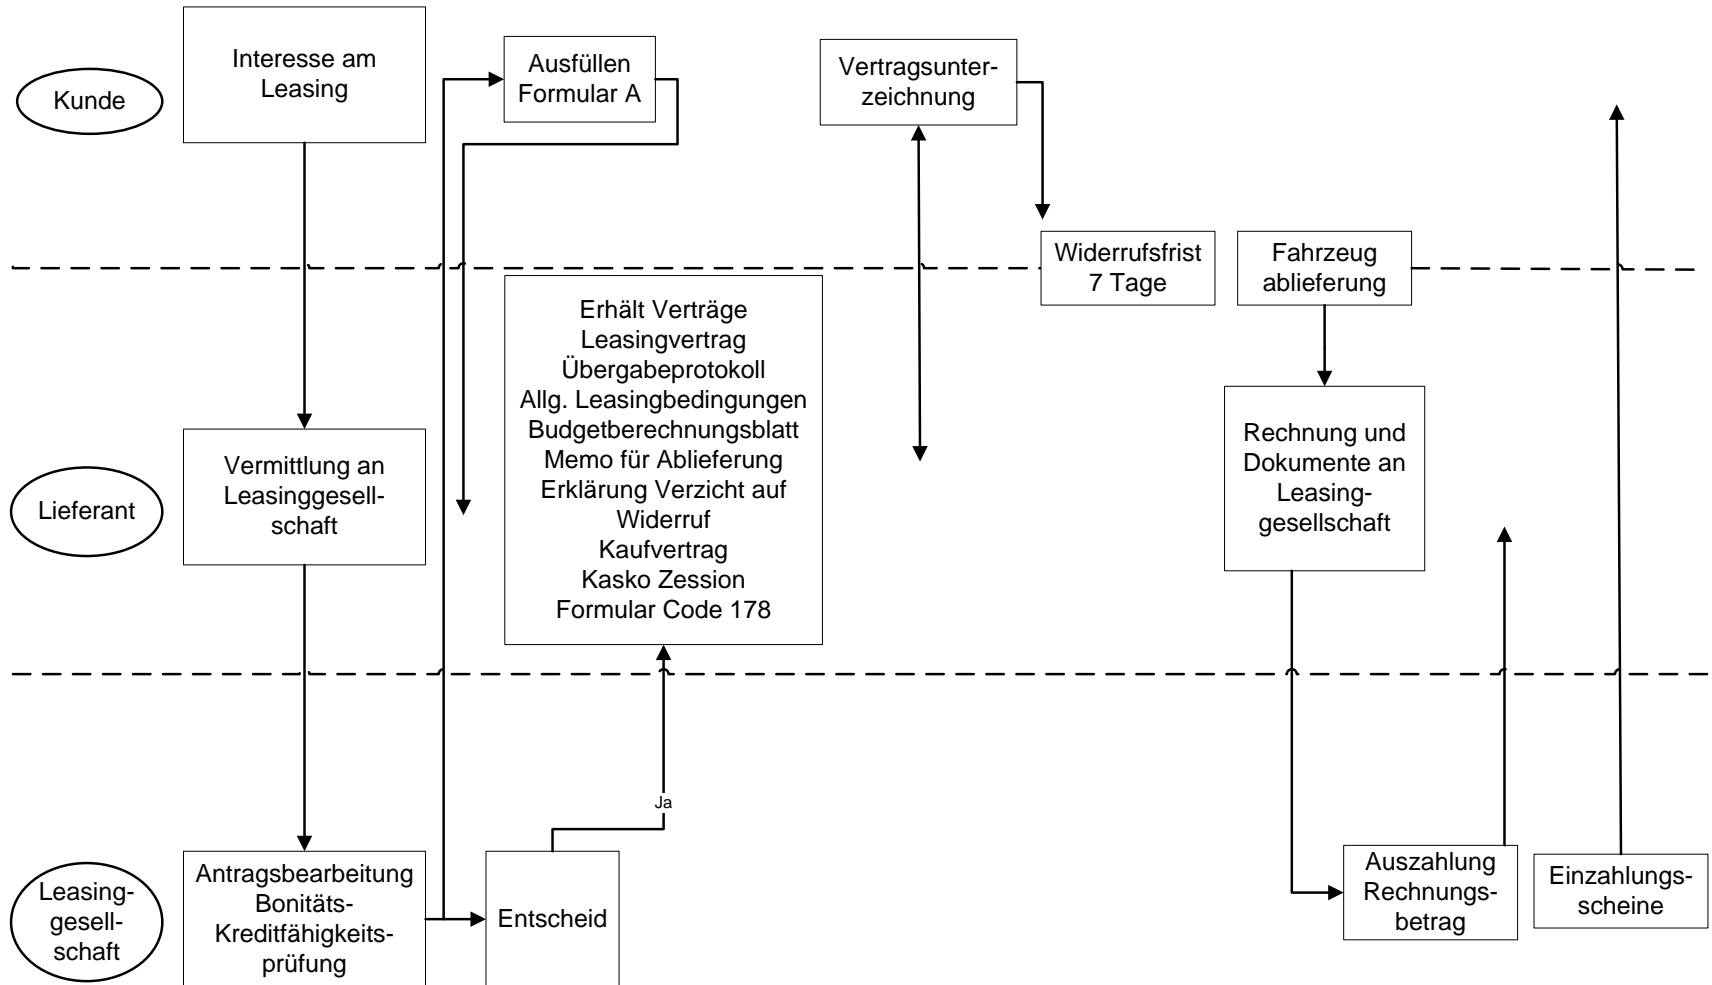 Kunde
Interesse am
Leasing
Ausfüllen
Formular A
Vertragsunter-
zeichnung
Widerrufsfrist
7 Tage
Fahrzeug
ablieferung
Lieferant
Vermittlung an
Leasinggesell-
schaft
Erhält Verträge
Leasingvertrag
Übergabeprotokoll
Allg. Leasingbedingungen
Budgetberechnungsblatt
Memo für Ablieferung
Erklärung Verzicht auf
Widerruf
Kaufvertrag
Kasko Zession
Formular Code 178
Rechnung und
Dokumente an
Leasing-
gesellschaft
Ja
Leasing-
gesell-
schaft
Antragsbearbeitung
Bonitäts-
Kreditfähigkeits-
prüfung
Entscheid
Auszahlung
Rechnungs-
betrag
Einzahlungs-
scheine